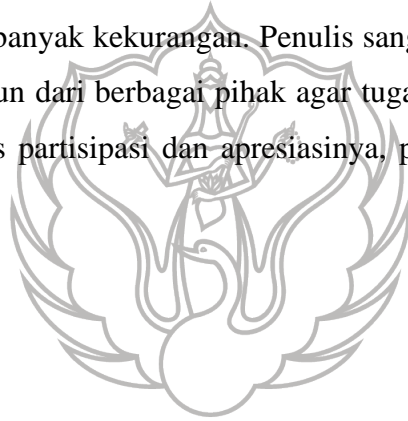 banyak kekurangan. Penulis sang
un dari berbagai pihak agar tuga
s partisipasi dan apresiasinya, p